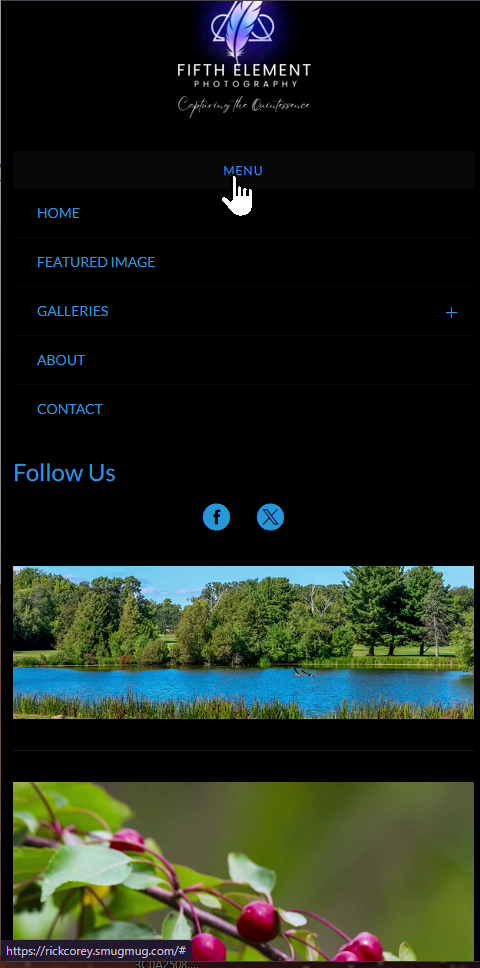 FIFTH ELEMENT
PHOTOGRAPHY
Capturing the Quintessence
MENU
HOME
FEATURED IMAGE
GALLERIES +
ABOUT
CONTACT
Follow Us
https://rickcorey.smugmug.com/#